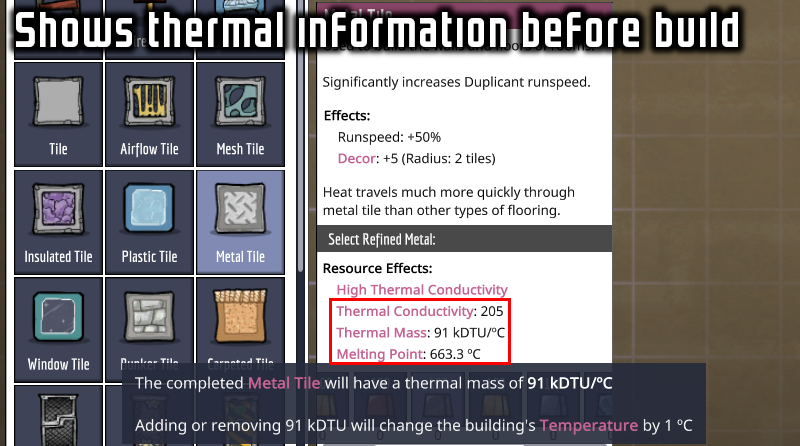 Shows thermal information before build
Metal Tile
Significantly increases Duplicant runspeed.
Effects:
Runspeed: +50%
Decor: +5 (Radius: 2 tiles)
Heat travels much more quickly through
metal tile than other types of flooring.
Select Refined Metal:
Resource Effects:
High Thermal Conductivity
Thermal Conductivity: 205
Thermal Mass: 91 kDTU/°C
Melting Point: 663.3 °C
Tile
Airflow Tile
Mesh Tile
Insulated Tile
Plastic Tile
Metal Tile
Window Tile
Bunker Tile
Carpeted Tile
The completed Metal Tile will have a thermal mass of 91 kDTU/°C
Adding or removing 91 kDTU will change the building's Temperature by 1 °C